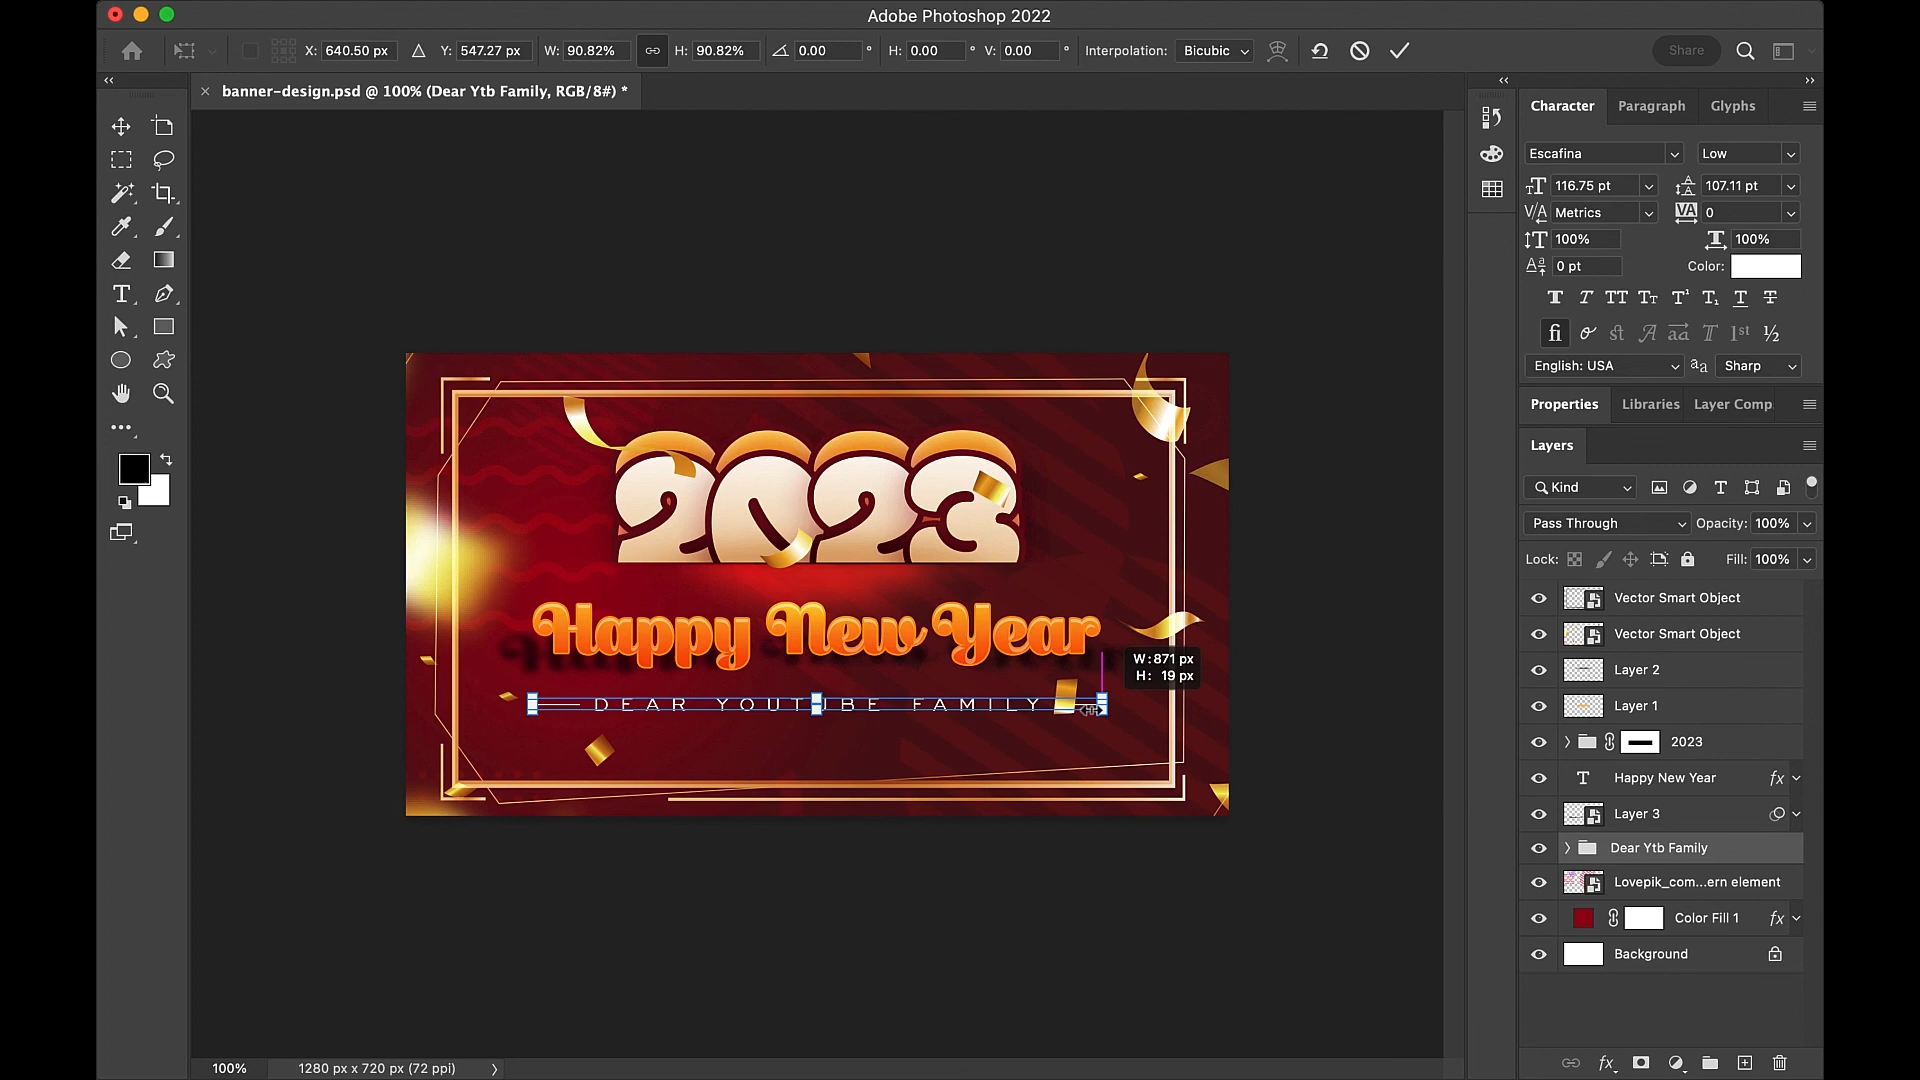 Adobe Photoshop 2022
X: 640.50 px Y: 547.27 px W: 90.82% H: 90.82% 0.00 ° H: 0.00 ° V: 0.00 ° Interpolation: Bicubic Share
banner-design.psd @ 100% (Dear Ytb Family, RGB/8#) *
Character Paragraph Glyphs
Escafina Low
116.75 pt 107.11 pt
Metrics 0
100% 100%
0 pt Color:
English: USA Sharp
Properties Libraries Layer Comp
Layers
Kind
Pass Through Opacity: 100%
Lock: Fill: 100%
Vector Smart Object
Vector Smart Object
Layer 2
Layer 1
2023
Happy New Year fx
Layer 3
Dear Ytb Family
Lovepik_com...ern element
Color Fill 1 fx
Background
2023
Happy New Year
W: 871 px
H: 19 px
DEAR YOUTUBE FAMILY
100% 1280 px x 720 px (72 ppi)